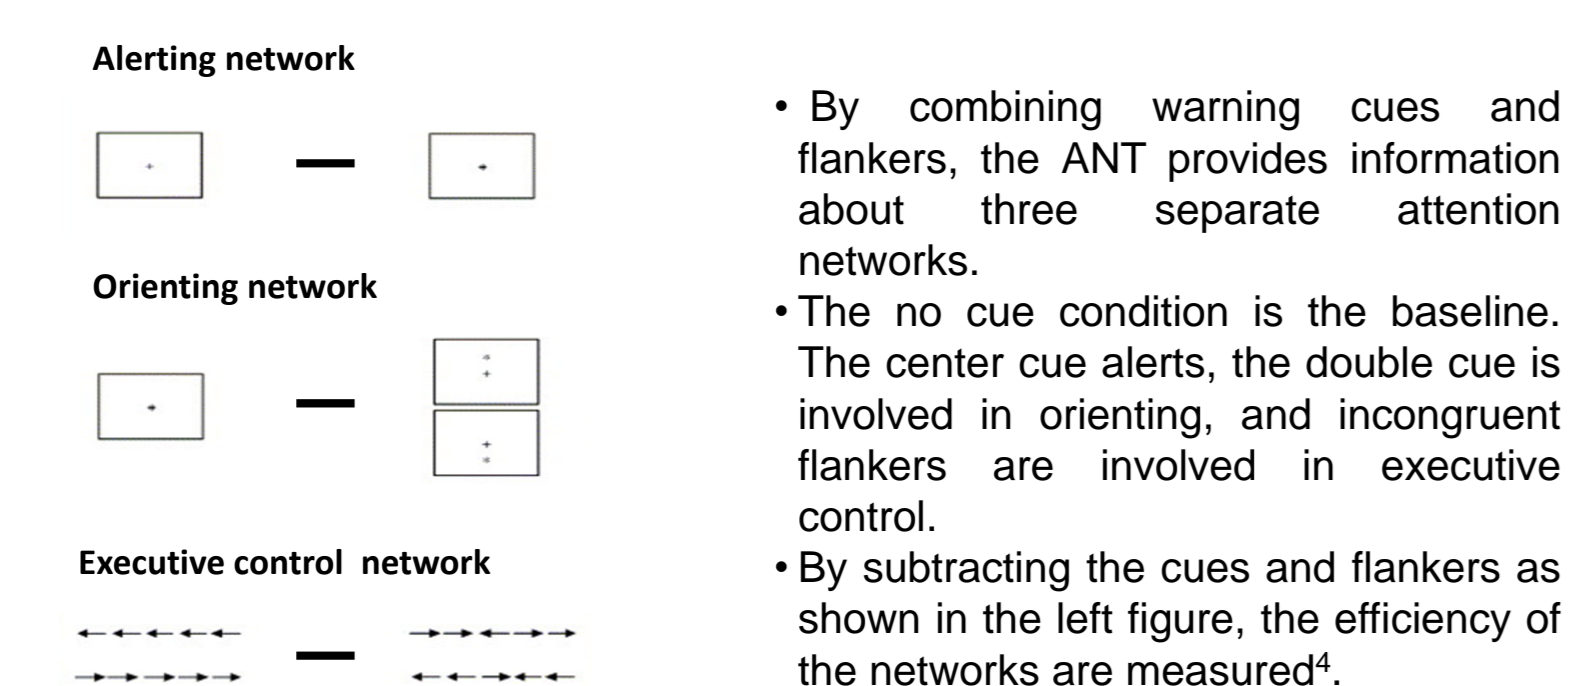 Alerting network
Orienting network
Executive control network
• By combining warning cues and
flankers, the ANT provides information
about three separate attention
networks.
• The no cue condition is the baseline.
The center cue alerts, the double cue is
involved in orienting, and incongruent
flankers are involved in executive
control.
• By subtracting the cues and flankers as
shown in the left figure, the efficiency of
the networks are measured⁴.